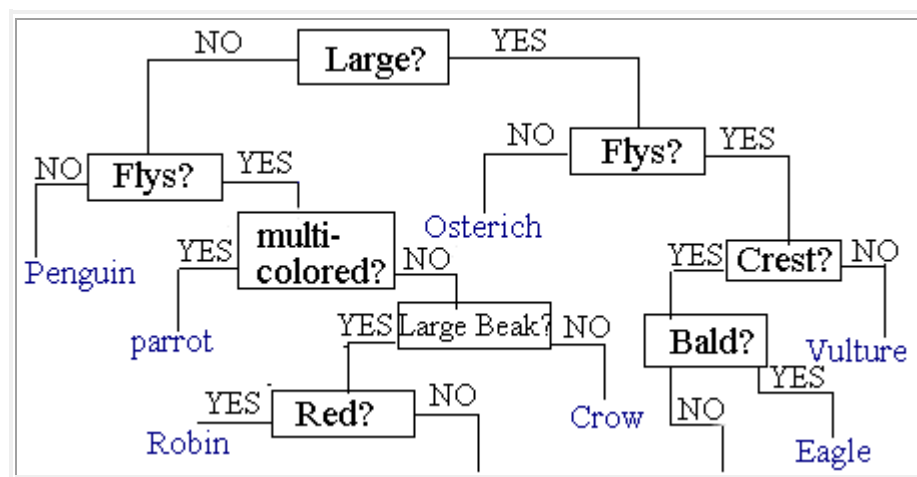 NO
YES
Large?
NO
YES
NO
YES
Flys?
Flys?
Osterich
YES
multi-
colored?
NO
YES
Crest?
NO
Penguin
YES
Large Beak?
NO
Bald?
parrot
Vulture
YES
YES
Red?
NO
Crow
NO
Robin
Eagle